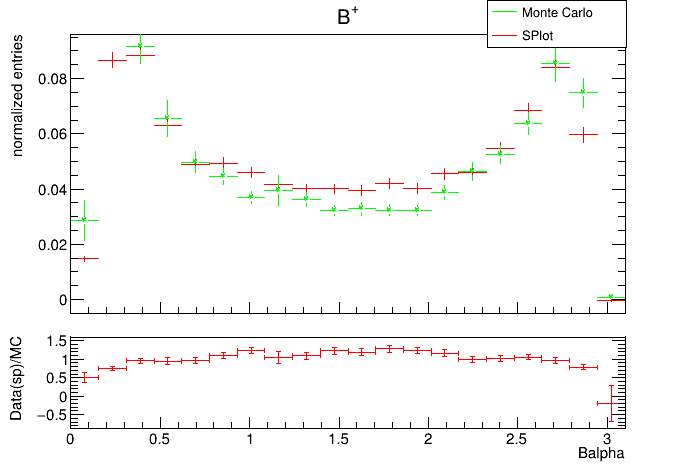 B+
Monte Carlo
SPlot
normalized entries
0.08
0.06
0.04
0.02
0
Data(sp)/MC
1.5
1
0.5
0
−0.5
0 0.5 1 1.5 2 2.5 3
Balpha